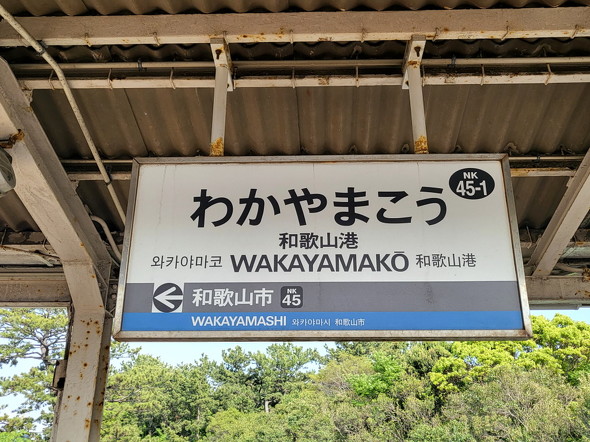 わかやまこう
NK
45-1
和歌山港
와카야마코 WAKAYAMAKŌ 和歌山港
和歌山市 NK 45
WAKAYAMASHI 와카야마시 和歌山市